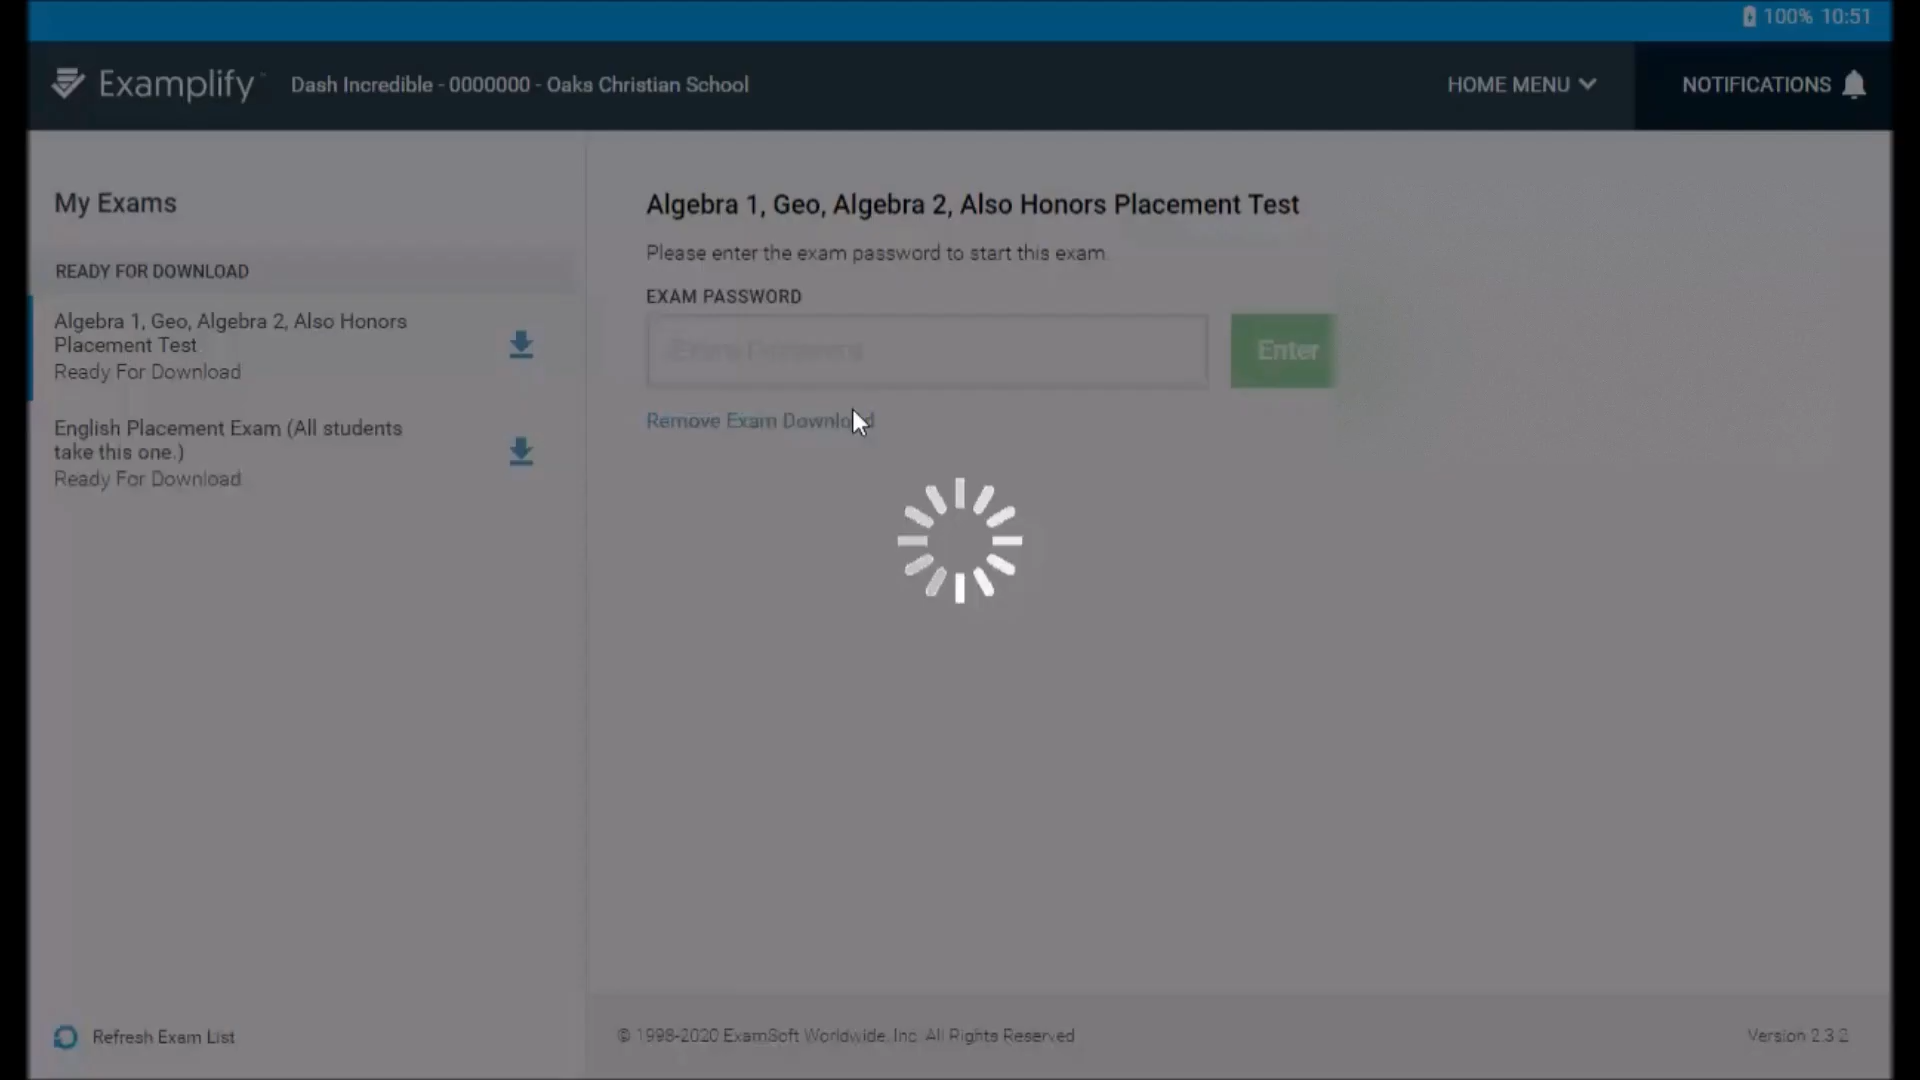 100% 10:51
Examplify
Dash Incredible - 0000000 - Oaks Christian School
HOME MENU
NOTIFICATIONS
My Exams
READY FOR DOWNLOAD
Algebra 1, Geo, Algebra 2, Also Honors
Placement Test
Ready For Download
English Placement Exam (All students
take this one.)
Ready For Download
Refresh Exam List
Algebra 1, Geo, Algebra 2, Also Honors Placement Test
Please enter the exam password to start this exam.
EXAM PASSWORD
Exam Password
Enter
Remove Exam Download
© 1998-2020 ExamSoft Worldwide, Inc. All Rights Reserved
Version 2.3.2